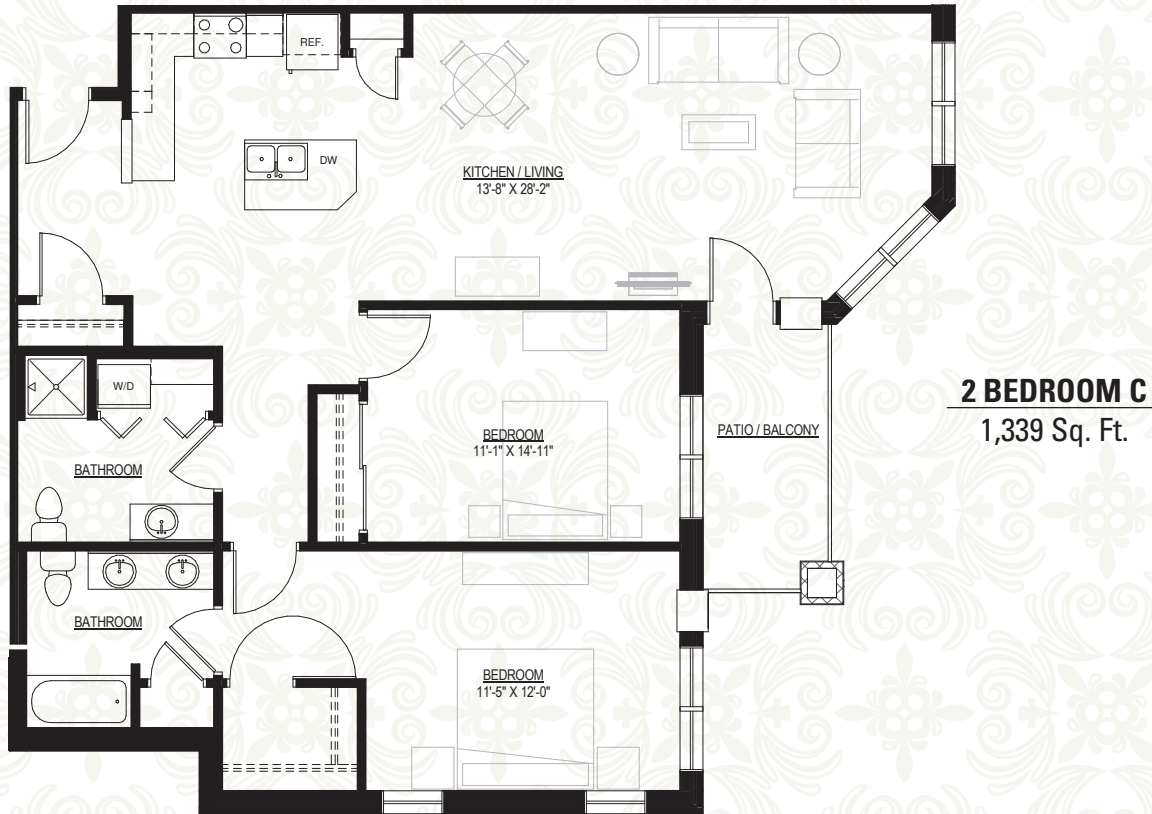 REF.
DW
KITCHEN / LIVING
13'-8" X 28'-2"
W/D
BATHROOM
BEDROOM
11'-1" X 14'-11"
PATIO / BALCONY
2 BEDROOM C
1,339 Sq. Ft.
BATHROOM
BEDROOM
11'-5" X 12'-0"